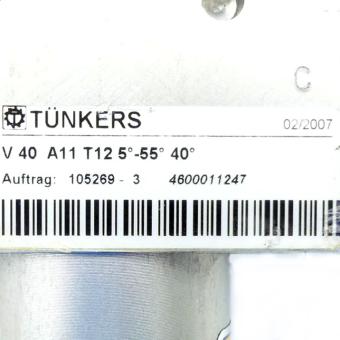 C
TÜNKERS
02/2007
V 40 A11 T12 5°-55° 40°
Auftrag: 105269 - 3 4600011247